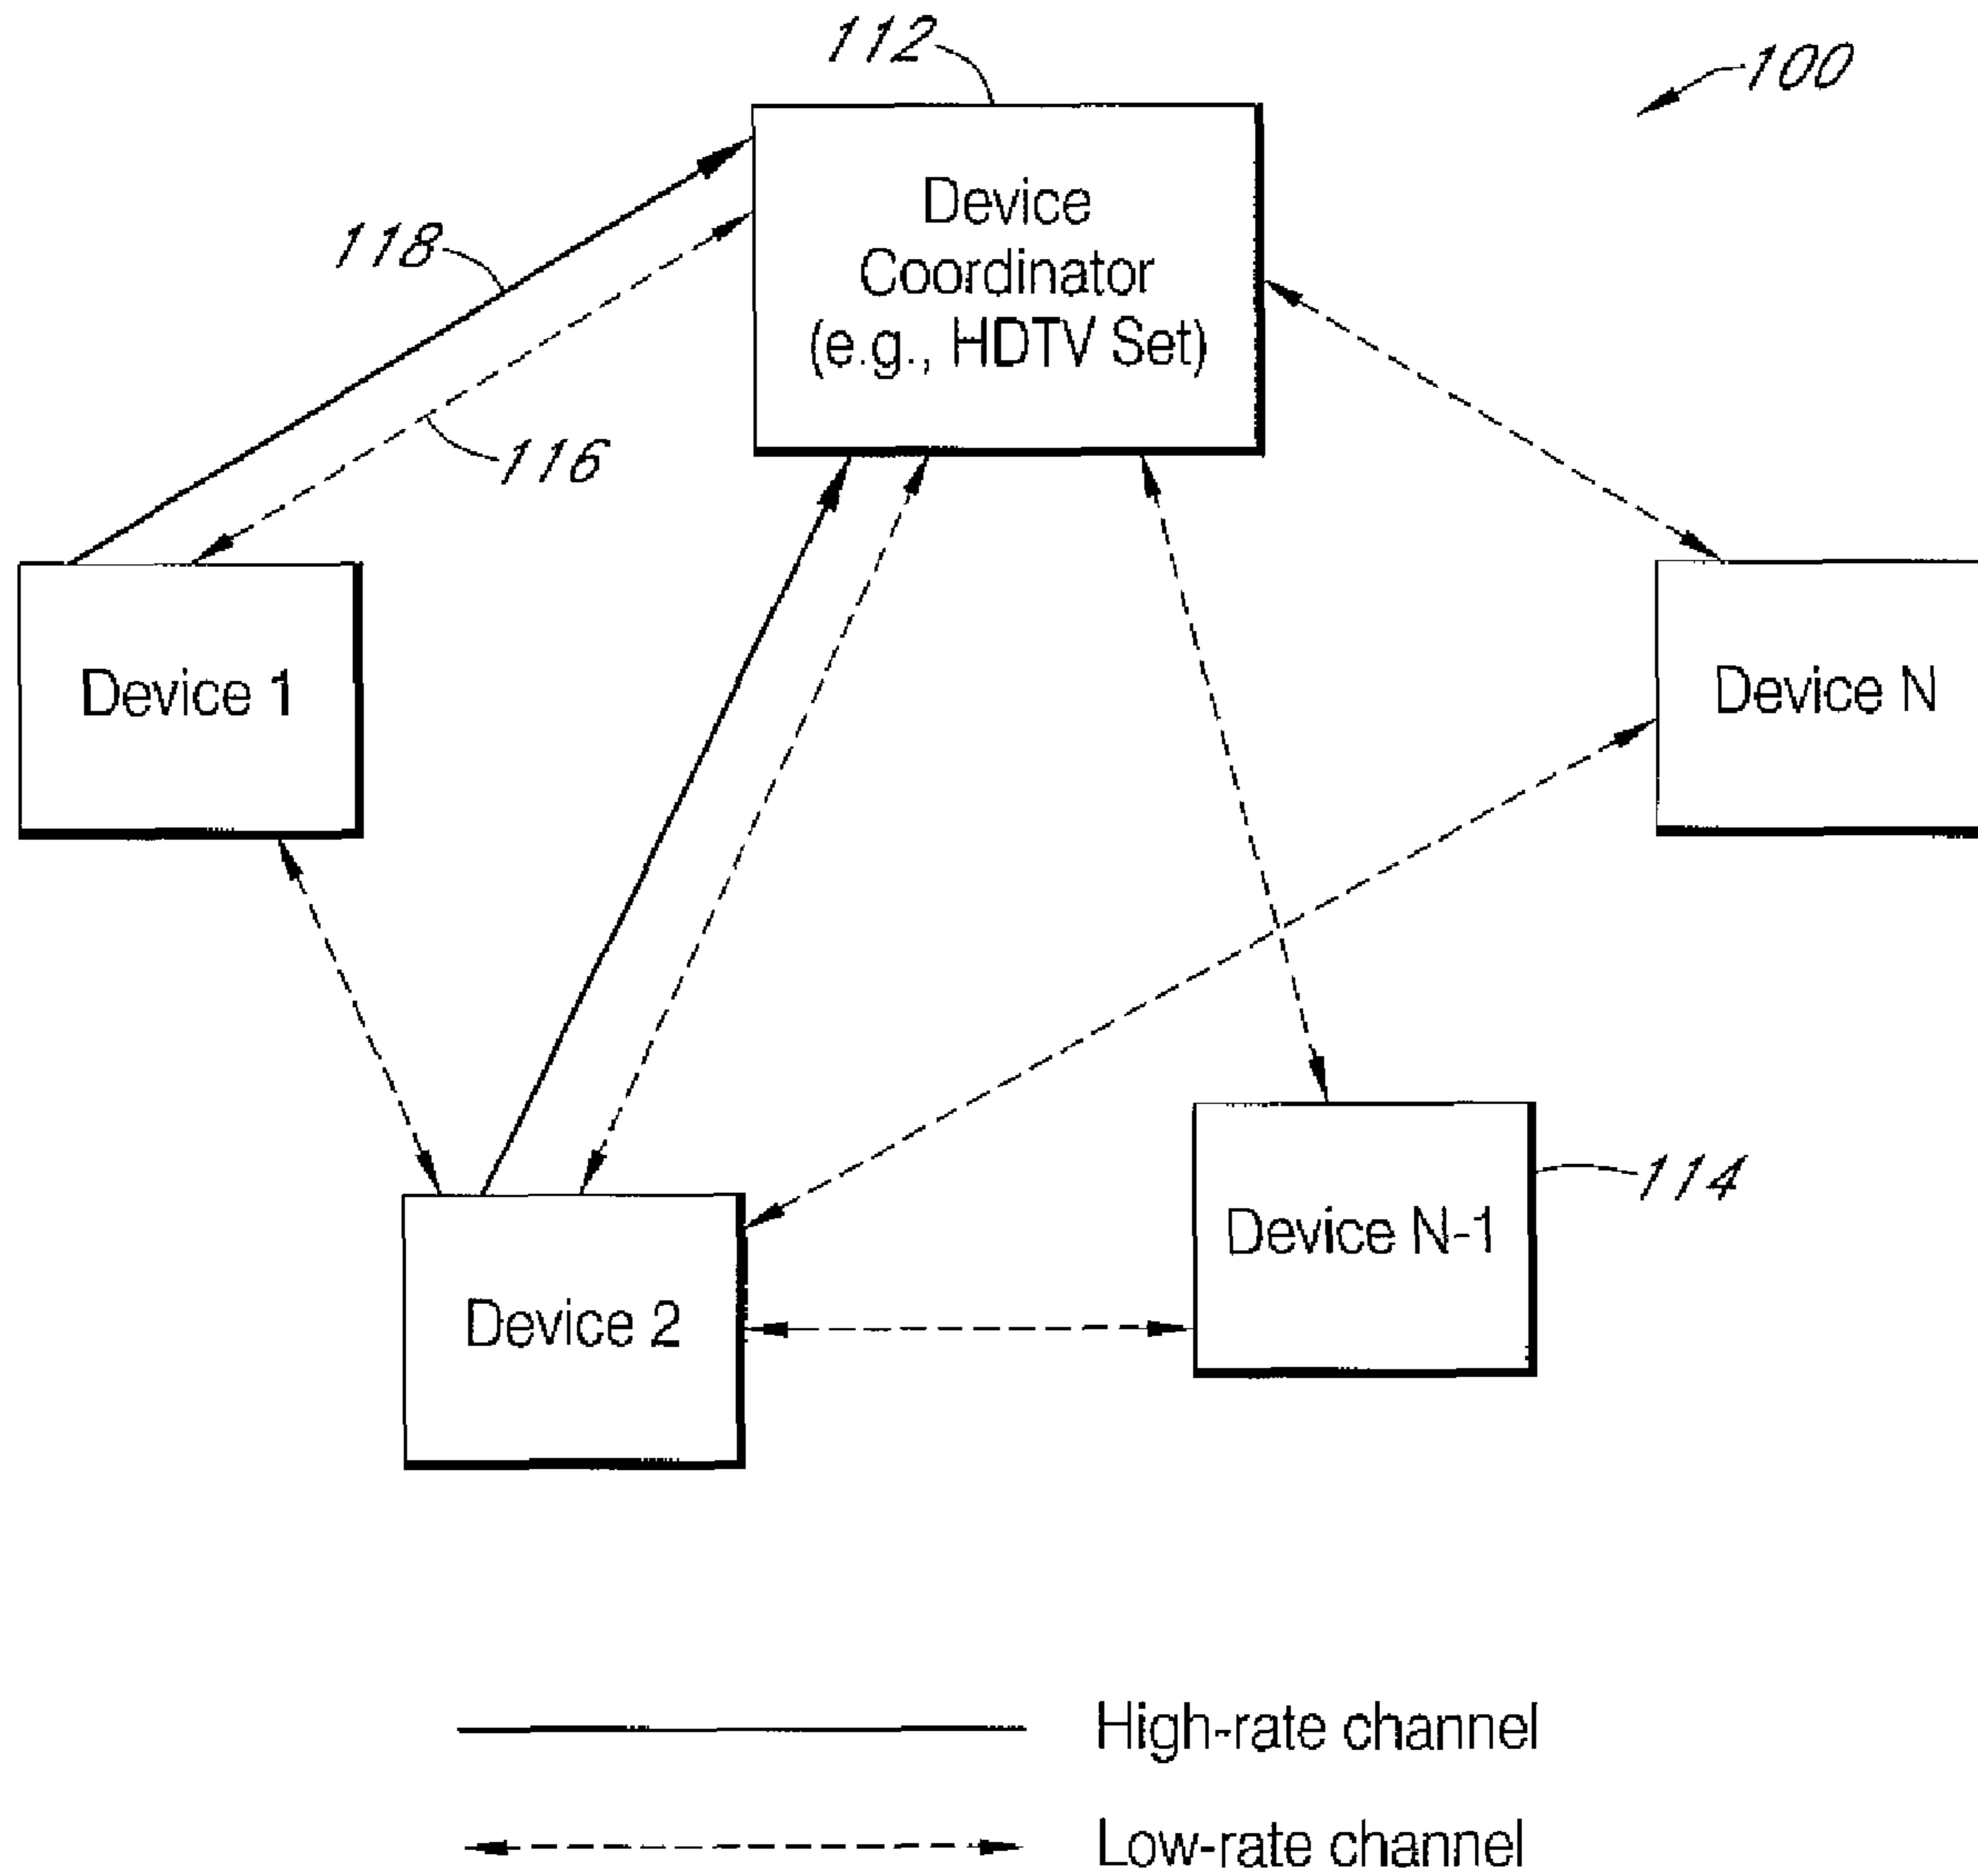 112
100
Device
Coordinator
(e.g., HDTV Set)
118
116
Device 1
Device N
114
Device N-1
Device 2
High-rate channel
Low-rate channel